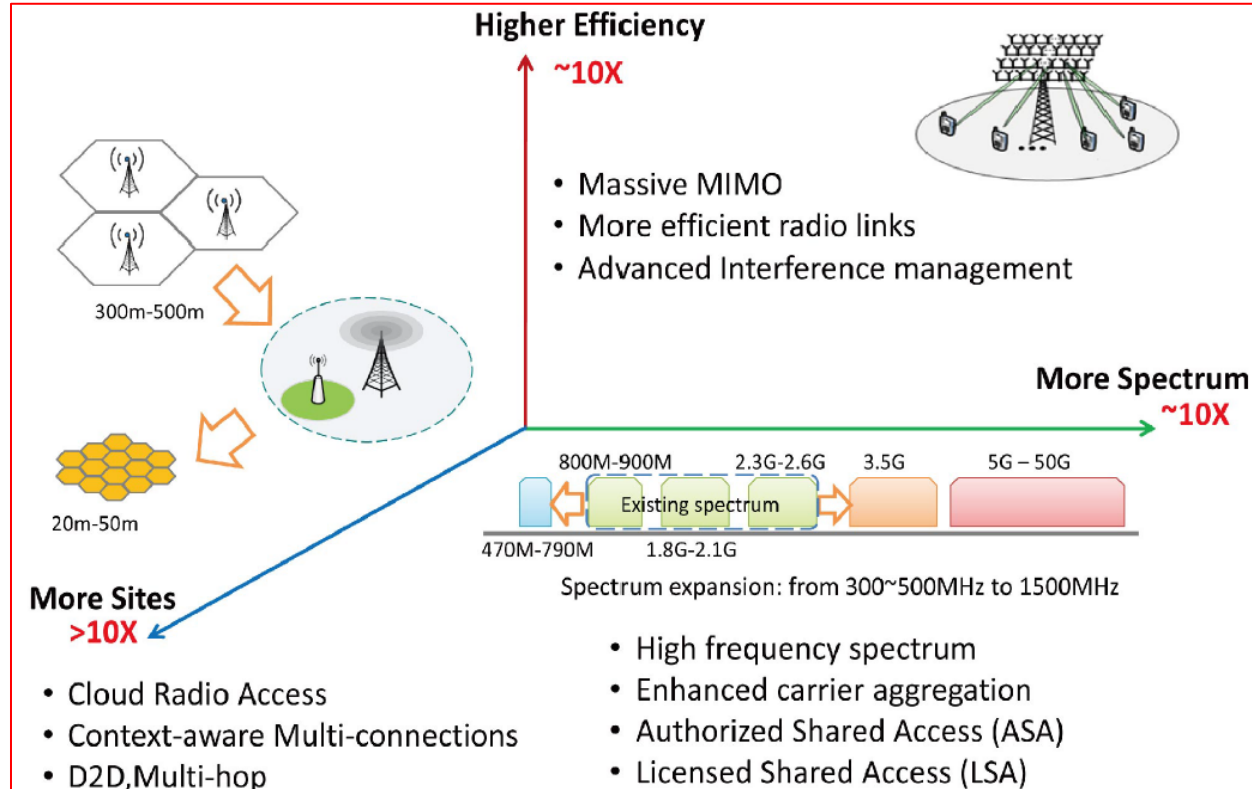 Higher Efficiency
~10X
• Massive MIMO
• More efficient radio links
• Advanced Interference management
300m-500m
20m-50m
More Spectrum
~10X
800M-900M
2.3G-2.6G
3.5G
5G – 50G
Existing spectrum
470M-790M
1.8G-2.1G
Spectrum expansion: from 300~500MHz to 1500MHz
More Sites
>10X
• Cloud Radio Access
• Context-aware Multi-connections
• D2D,Multi-hop
• High frequency spectrum
• Enhanced carrier aggregation
• Authorized Shared Access (ASA)
• Licensed Shared Access (LSA)